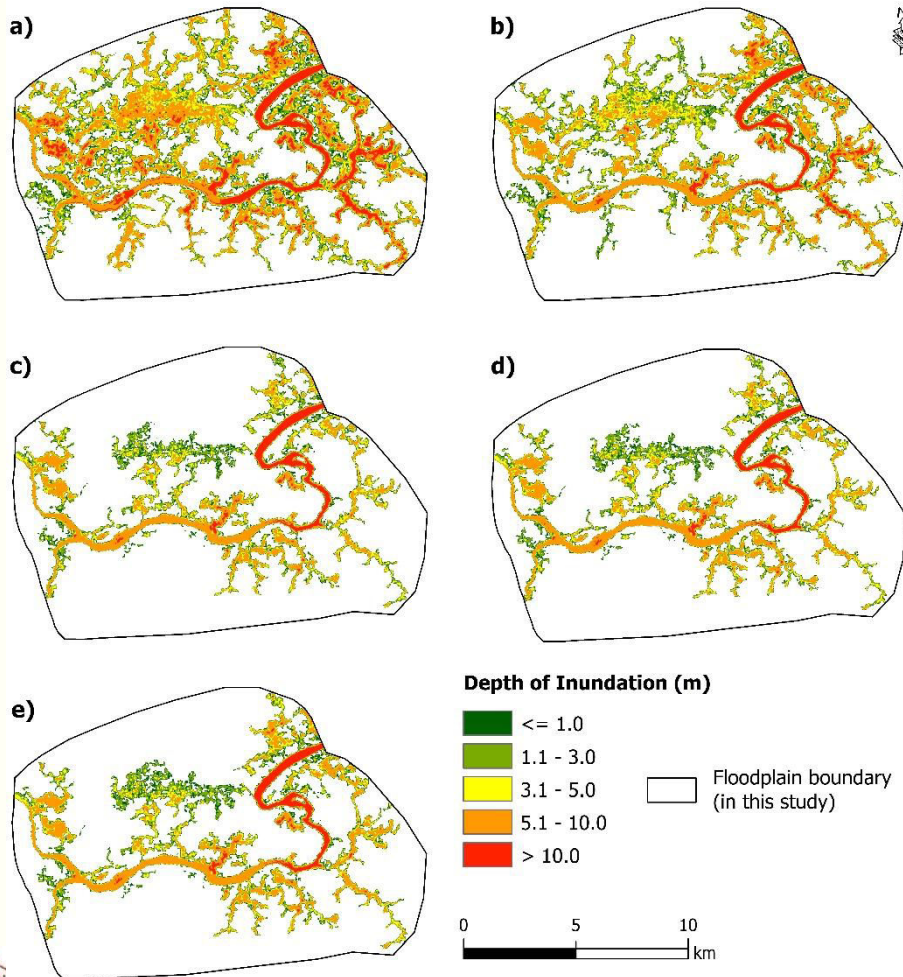 a)
b)
N
c)
d)
e)
Depth of Inundation (m)
<= 1.0
1.1 - 3.0
3.1 - 5.0
5.1 - 10.0
> 10.0
Floodplain boundary
(in this study)
0 5 10
km